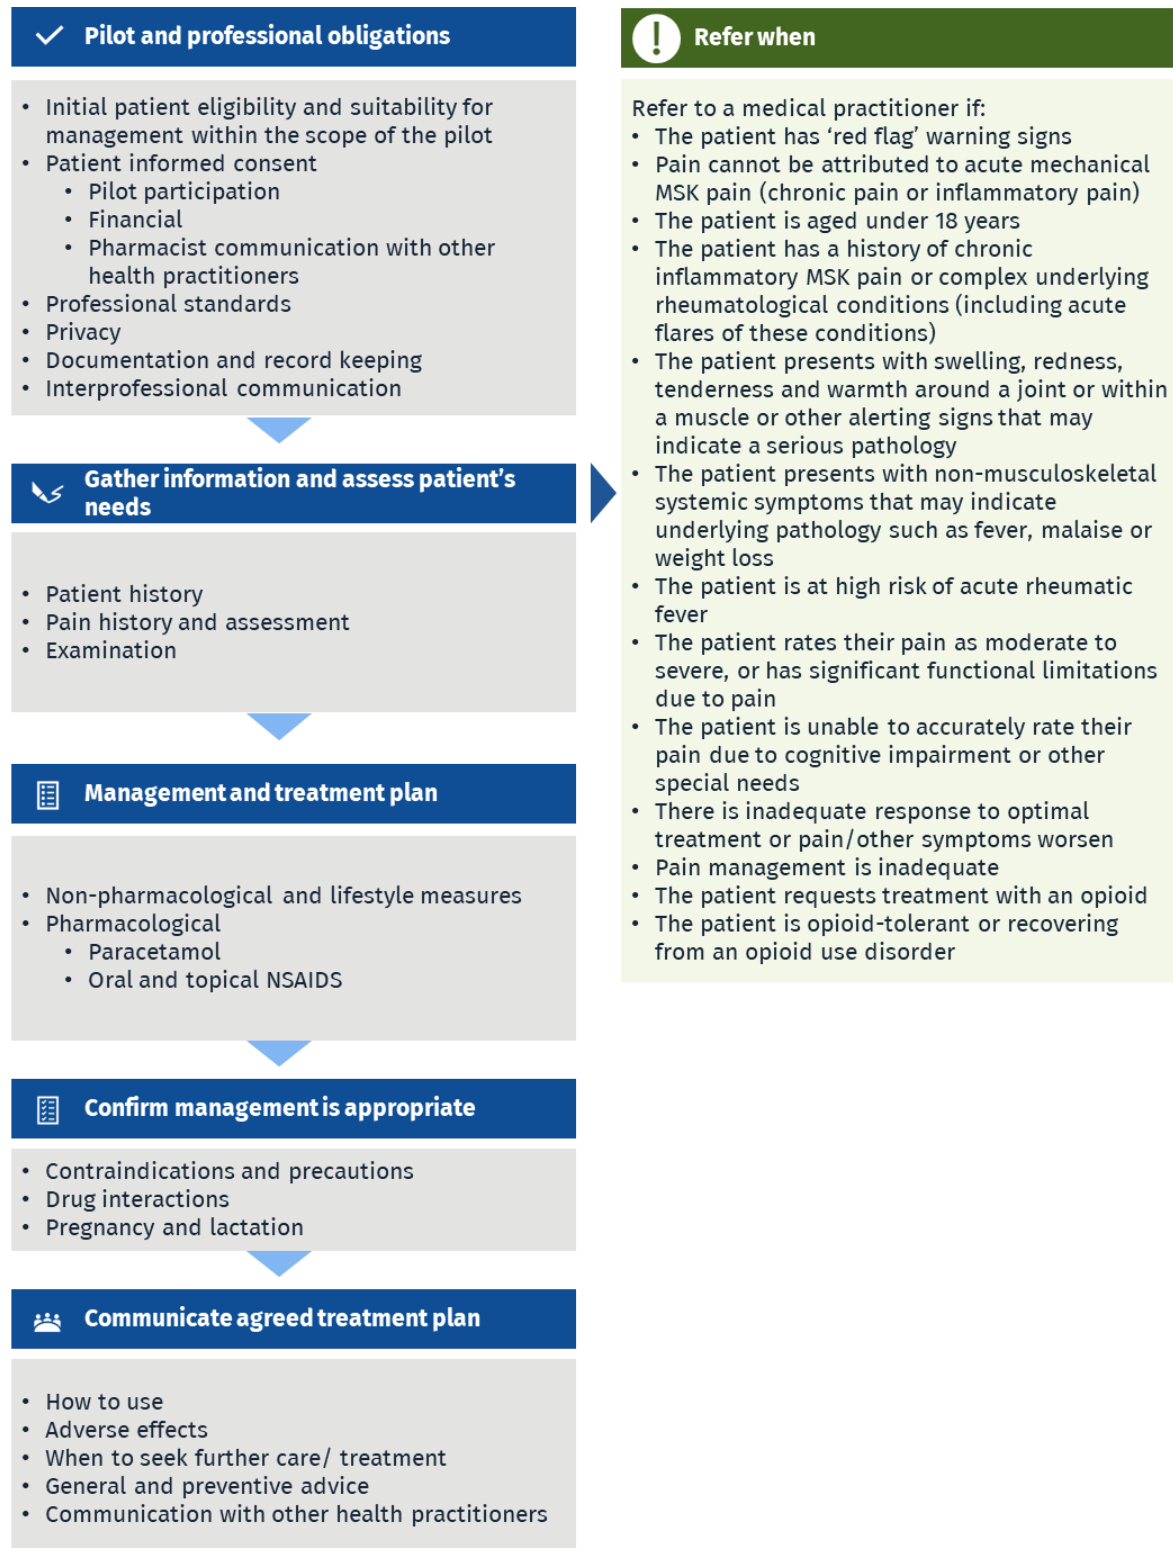 Pilot and professional obligations
• Initial patient eligibility and suitability for
management within the scope of the pilot
• Patient informed consent
• Pilot participation
• Financial
• Pharmacist communication with other
health practitioners
• Professional standards
• Privacy
• Documentation and record keeping
• Interprofessional communication
Gather information and assess patient's
needs
• Patient history
• Pain history and assessment
• Examination
Management and treatment plan
• Non-pharmacological and lifestyle measures
• Pharmacological
• Paracetamol
• Oral and topical NSAIDS
Confirm management is appropriate
• Contraindications and precautions
• Drug interactions
• Pregnancy and lactation
Communicate agreed treatment plan
• How to use
• Adverse effects
• When to seek further care/ treatment
• General and preventive advice
• Communication with other health practitioners
! Refer when
Refer to a medical practitioner if:
• The patient has ‘red flag’ warning signs
• Pain cannot be attributed to acute mechanical
MSK pain (chronic pain or inflammatory pain)
• The patient is aged under 18 years
• The patient has a history of chronic
inflammatory MSK pain or complex underlying
rheumatological conditions (including acute
flares of these conditions)
• The patient presents with swelling, redness,
tenderness and warmth around a joint or within
a muscle or other alerting signs that may
indicate a serious pathology
• The patient presents with non-musculoskeletal
systemic symptoms that may indicate
underlying pathology such as fever, malaise or
weight loss
• The patient is at high risk of acute rheumatic
fever
• The patient rates their pain as moderate to
severe, or has significant functional limitations
due to pain
• The patient is unable to accurately rate their
pain due to cognitive impairment or other
special needs
• There is inadequate response to optimal
treatment or pain/other symptoms worsen
• Pain management is inadequate
• The patient requests treatment with an opioid
• The patient is opioid-tolerant or recovering
from an opioid use disorder